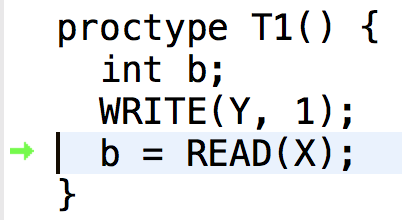 proctype T1() {
  int b;
  WRITE(Y, 1);
  b = READ(X);
}